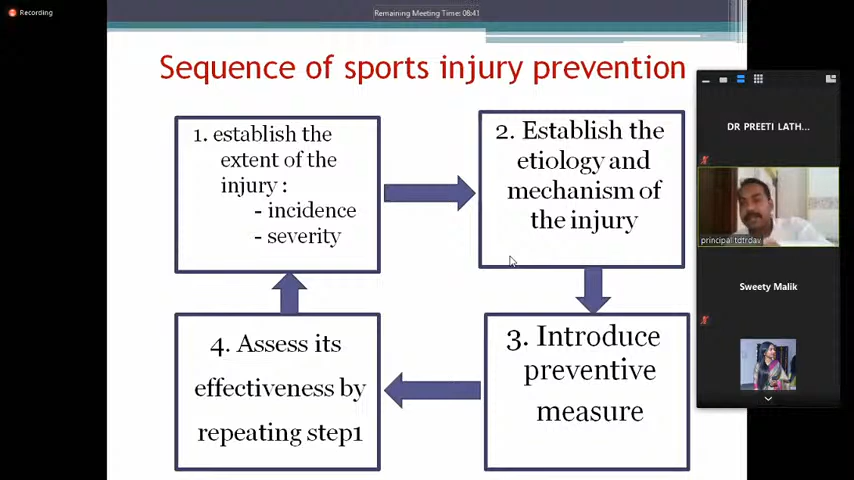 Recording
Remaining Meeting Time: 08:41
Sequence of sports injury prevention
1. establish the
extent of the
injury :
- incidence
- severity
2. Establish the
etiology and
mechanism of
the injury
3. Introduce
preventive
measure
4. Assess its
effectiveness by
repeating step1
DR PREETI LATH...
principal tdtrdav
Sweety Malik